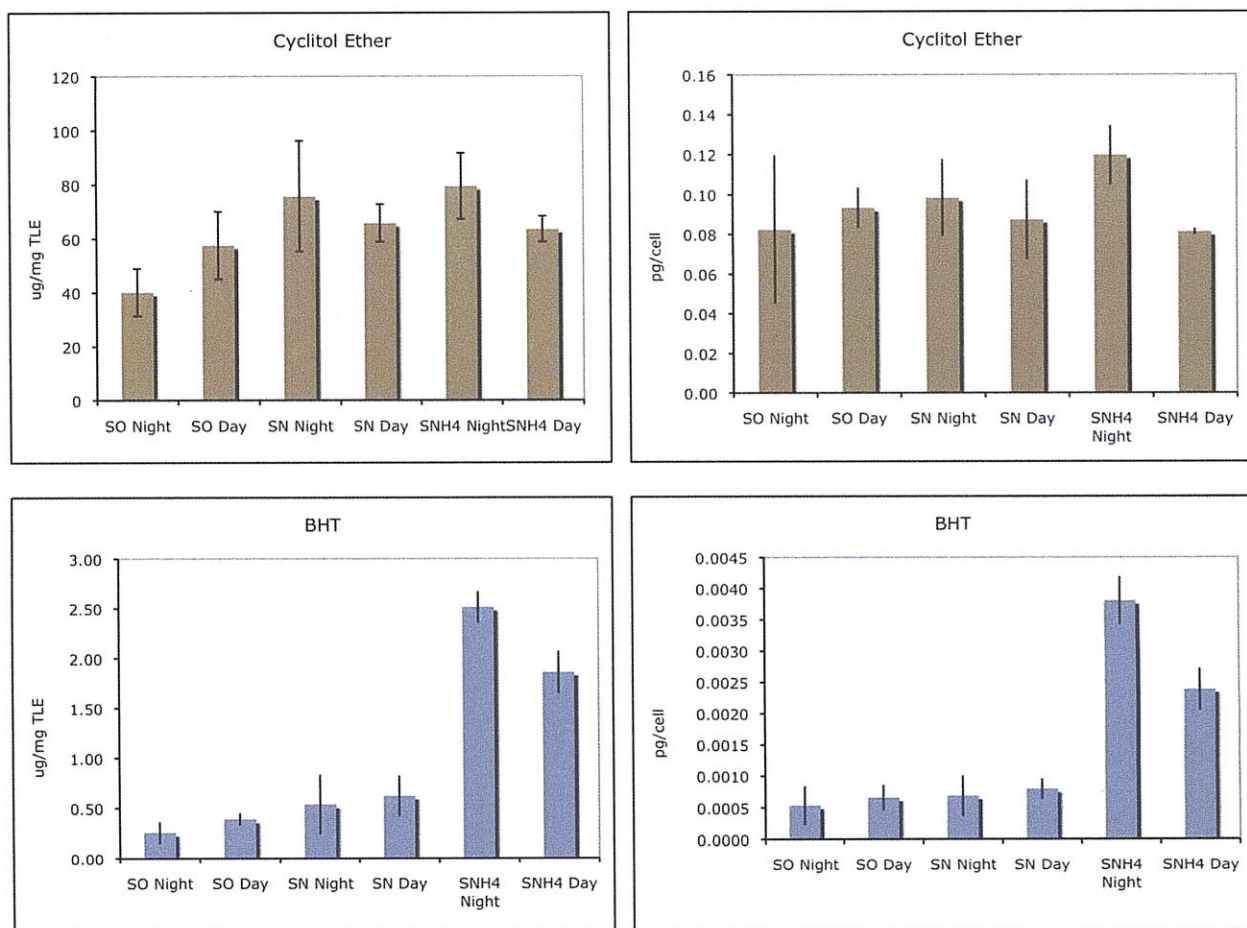 Cyclitol Ether
120
100
80
60
40
20
0
ug/mg TLE
SO Night SO Day SN Night SN Day SNH4 NightSNH4 Day
Cyclitol Ether
0.16
0.14
0.12
0.10
0.08
0.06
0.04
0.02
0.00
pg/cell
SO Night SO Day SN Night SN Day SNH4 Night SNH4 Day
BHT
3.00
2.50
2.00
1.50
1.00
0.50
0.00
ug/mg TLE
SO Night SO Day SN Night SN Day SNH4 Night SNH4 Day
BHT
0.0045
0.0040
0.0035
0.0030
0.0025
0.0020
0.0015
0.0010
0.0005
0.0000
pg/cell
SO Night SO Day SN Night SN Day SNH4 Night SNH4 Day